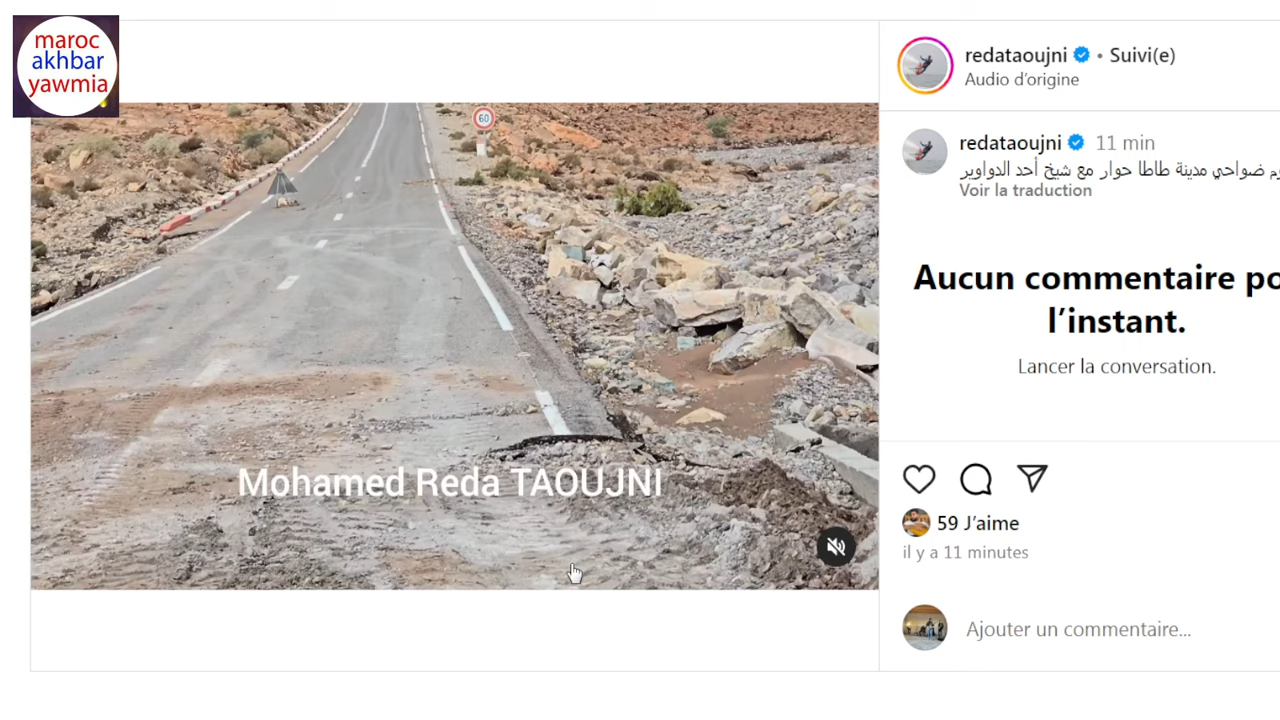 maroc
akhbar
yawmia
60
Mohamed Reda TAOUJNI
redataoujni • Suivi(e)
Audio d’origine
redataoujni 11 min
ضواحي مدينة طاطا حوار مع شيخ أحد الدواوير
Voir la traduction
Aucun commentaire po
l’instant.
Lancer la conversation.
59 J’aime
il y a 11 minutes
Ajouter un commentaire...